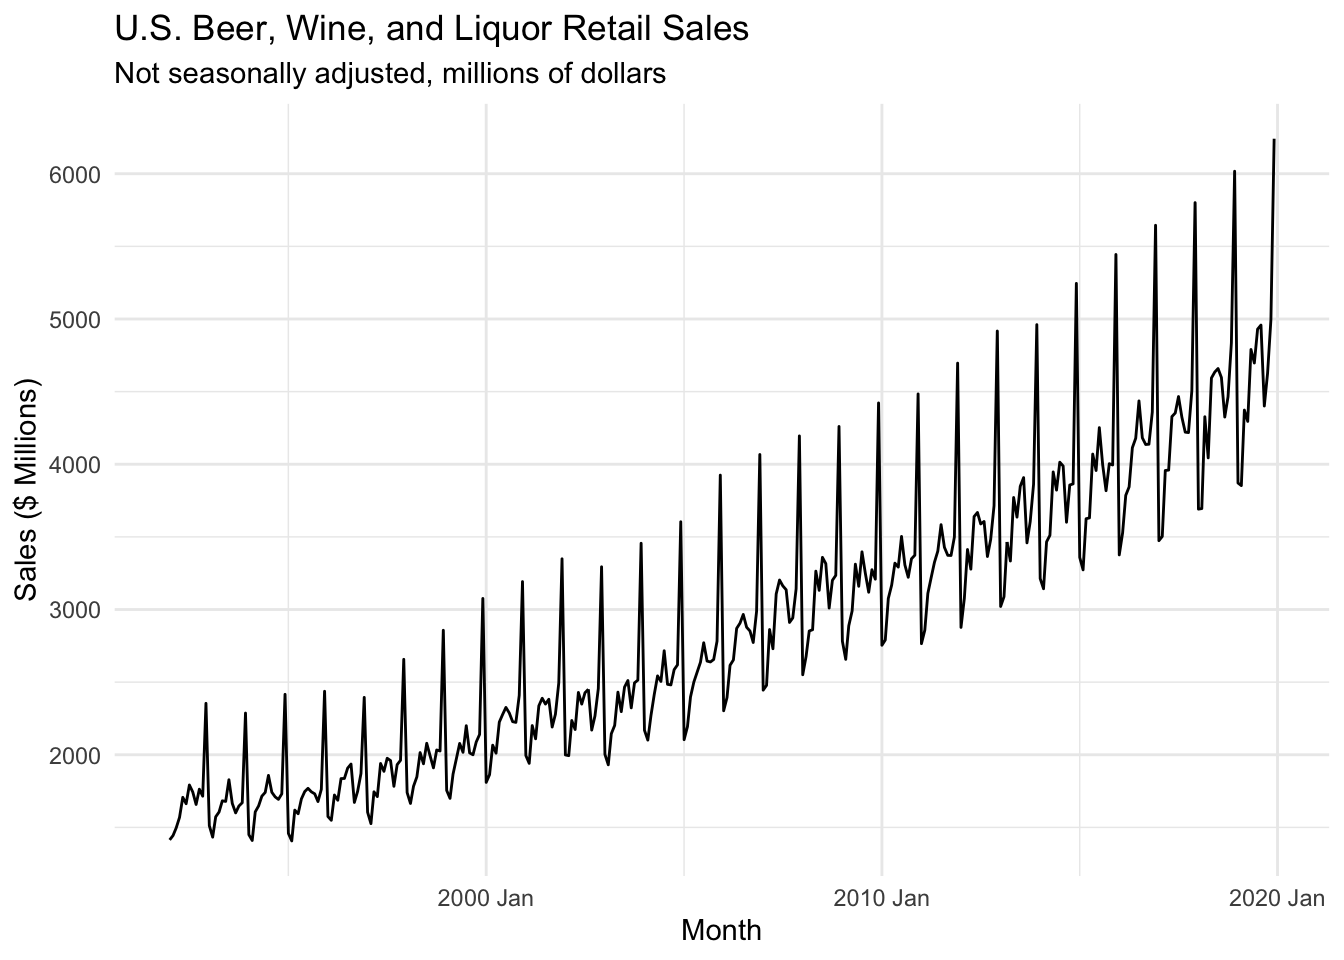 U.S. Beer, Wine, and Liquor Retail Sales
Not seasonally adjusted, millions of dollars
Sales ($ Millions)
6000
5000
4000
3000
2000
2000 Jan
2010 Jan
2020 Jan
Month